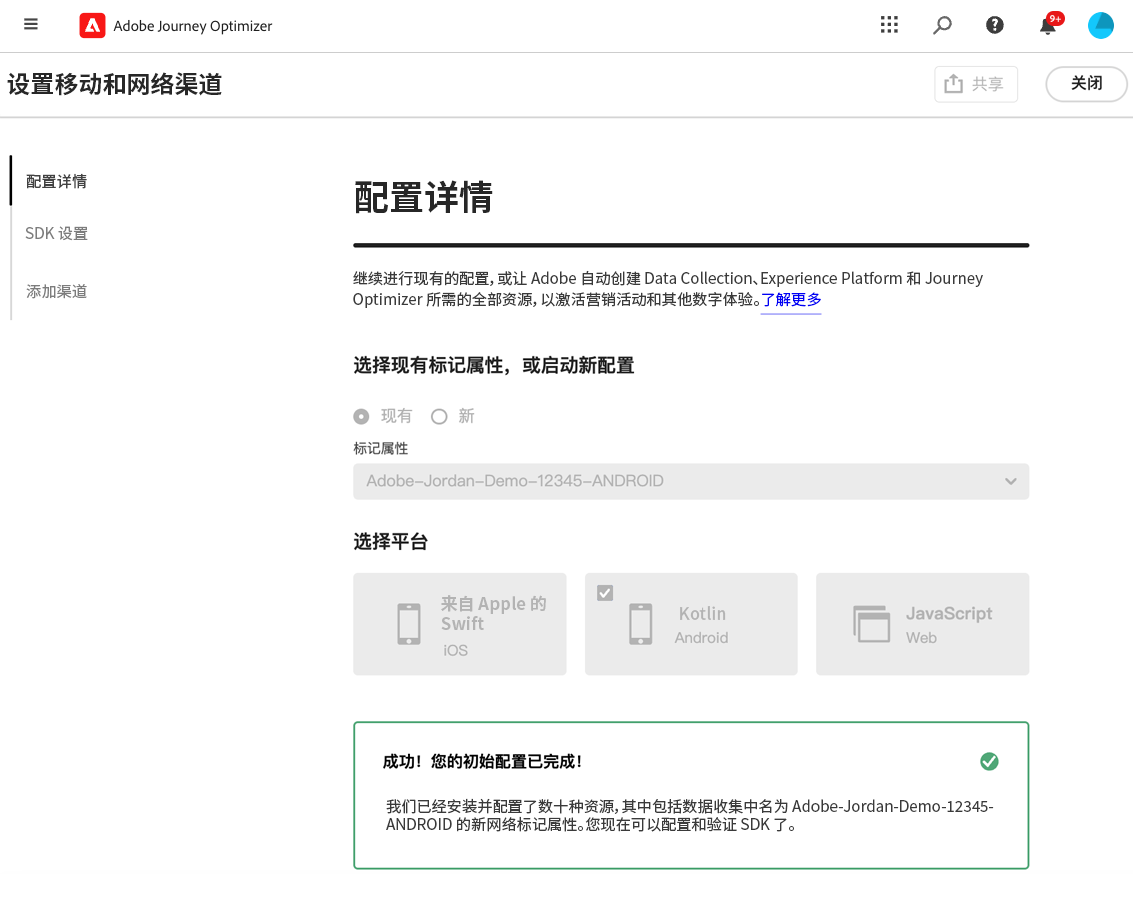 Adobe Journey Optimizer
9+
设置移动和网络渠道
共享
关闭
配置详情
SDK 设置
添加渠道
配置详情
继续进行现有的配置，或让 Adobe 自动创建 Data Collection、Experience Platform 和 Journey
Optimizer 所需的全部资源，以激活营销活动和其他数字体验。了解更多
选择现有标记属性，或启动新配置
现有
新
标记属性
Adobe-Jordan-Demo-12345-ANDROID
选择平台
来自 Apple 的
Swift
iOS
Kotlin
Android
JavaScript
Web
成功！您的初始配置已完成！
我们已经安装并配置了数十种资源，其中包括数据收集中名为 Adobe-Jordan-Demo-12345-
ANDROID 的新网络标记属性。您现在可以配置和验证 SDK 了。